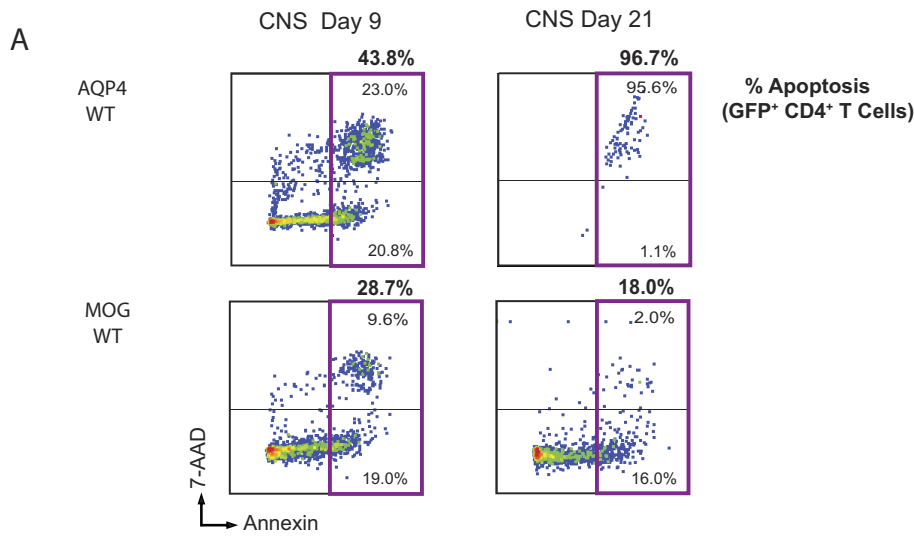 A
CNS Day 9
CNS Day 21
43.8%
96.7%
AQP4
WT
23.0%
95.6%
% Apoptosis
(GFP⁺ CD4⁺ T Cells)
20.8%
1.1%
28.7%
18.0%
MOG
WT
9.6%
2.0%
19.0%
16.0%
7-AAD
Annexin